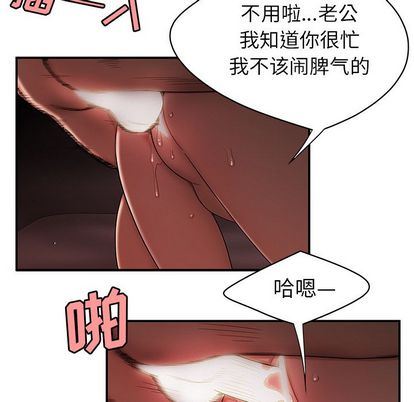 不用啦...老公
我知道你很忙
我不该闹脾气的
哈嗯—
啪